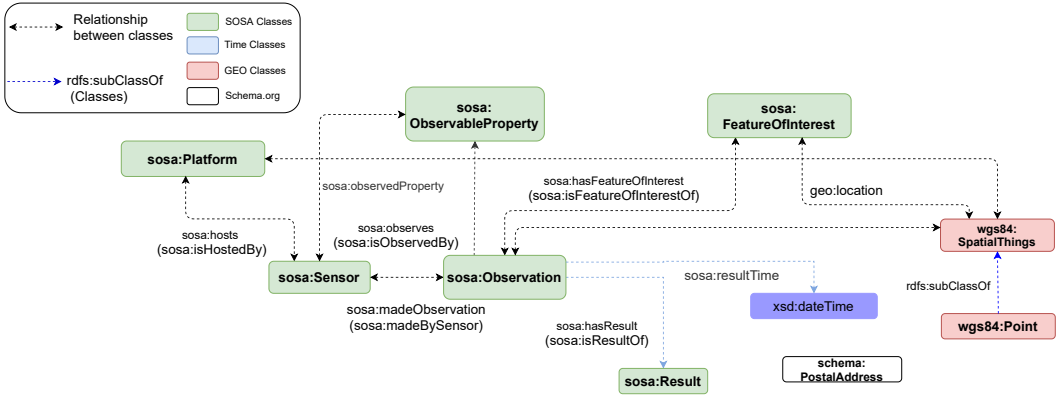 Relationship
between classes
rdfs:subClassOf
(Classes)
SOSA Classes
Time Classes
GEO Classes
Schema.org
sosa:
ObservableProperty
sosa:
FeatureOfInterest
sosa:Platform
sosa:observedProperty
sosa:hasFeatureOfInterest
(sosa:isFeatureOfInterestOf)
geo:location
sosa:hosts
(sosa:isHostedBy)
sosa:observes
(sosa:isObservedBy)
wgs84:
SpatialThings
sosa:Sensor
sosa:Observation
sosa:resultTime
rdfs:subClassOf
sosa:madeObservation
(sosa:madeBySensor)
xsd:dateTime
sosa:hasResult
(sosa:isResultOf)
wgs84:Point
schema:
PostalAddress
sosa:Result